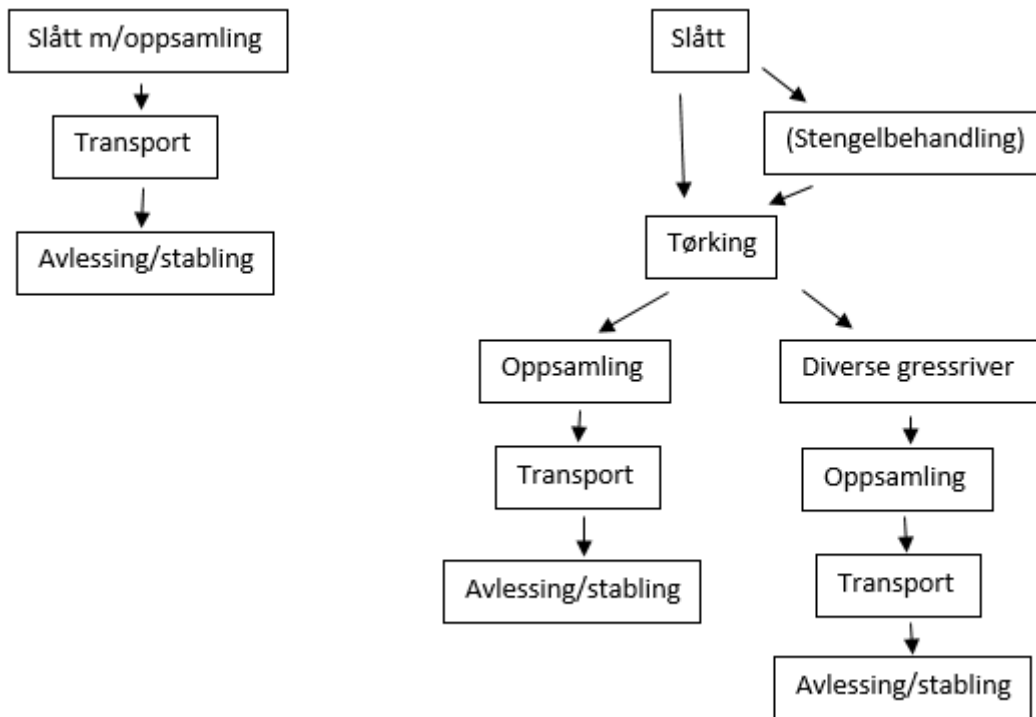 Slått m/oppsamling
Transport
Avlessing/stabling
Slått
(Stengelbehandling)
Tørking
Oppsamling
Transport
Avlessing/stabling
Diverse gressriver
Oppsamling
Transport
Avlessing/stabling